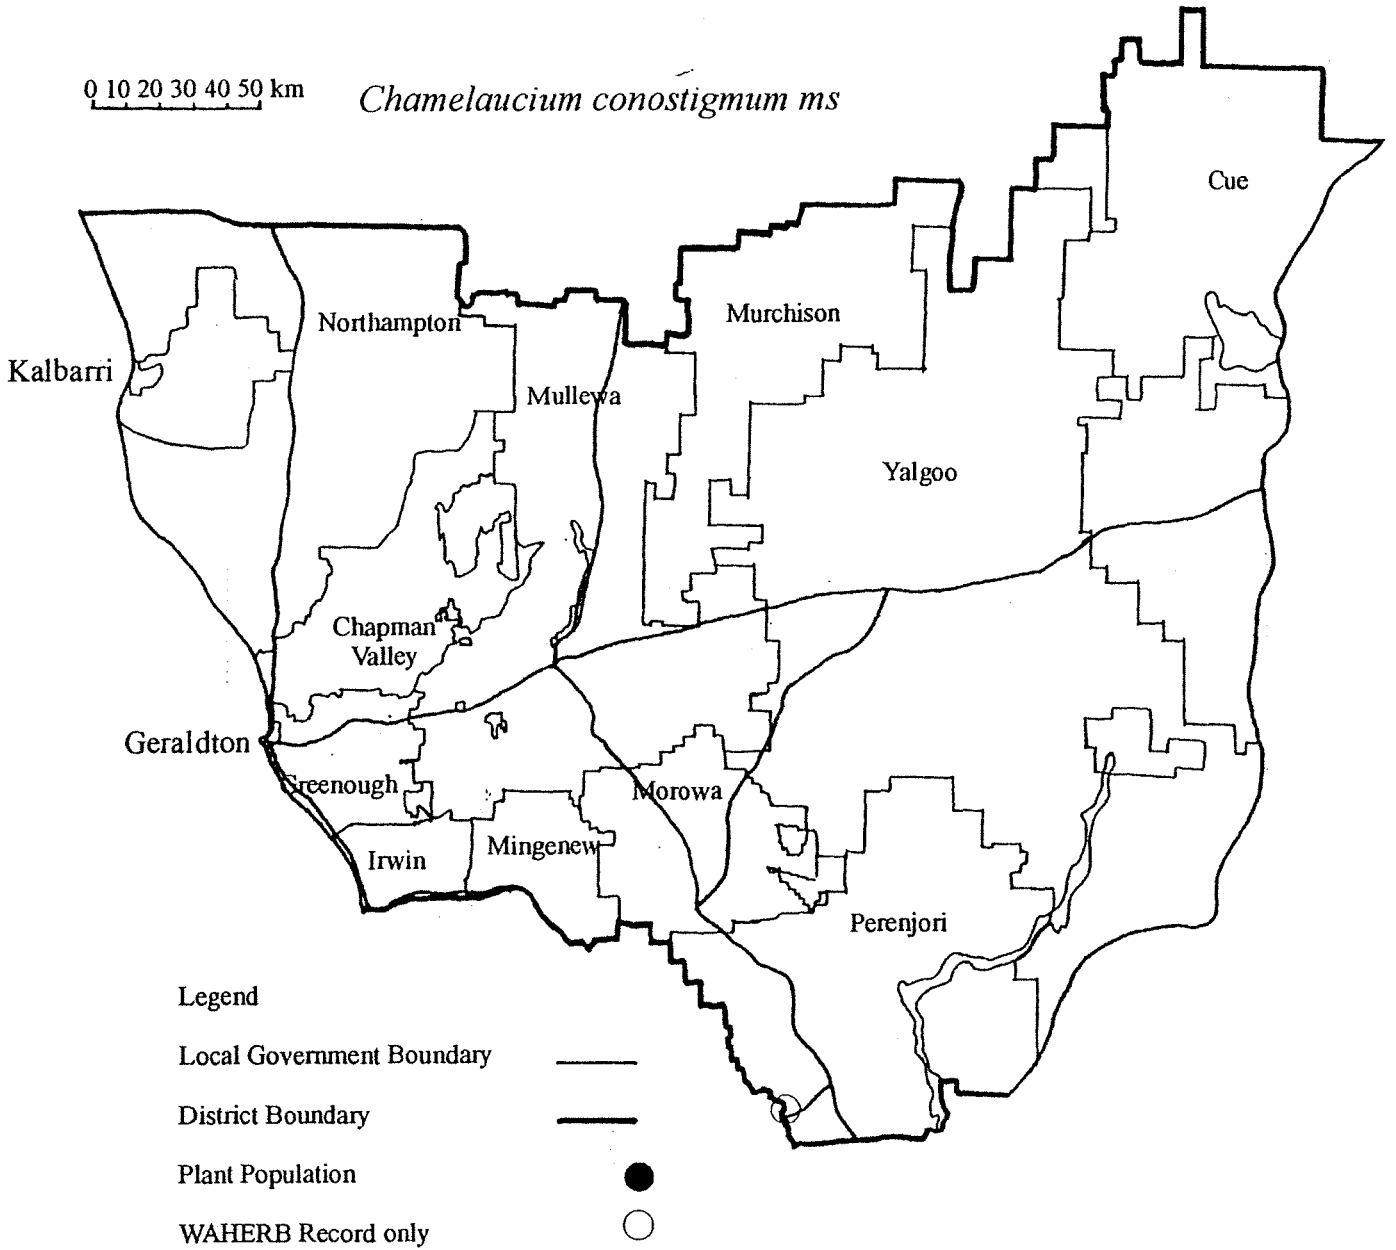 0 10 20 30 40 50 km
Chamelaucium conostigmum ms
Cue
Northampton
Murchison
Kalbarri
Mullewa
Yalgoo
Chapman
Valley
Geraldton
Greenough
Morowa
Irwin
Mingenew
Perenjori
Legend
Local Government Boundary
District Boundary
Plant Population
WAHERB Record only